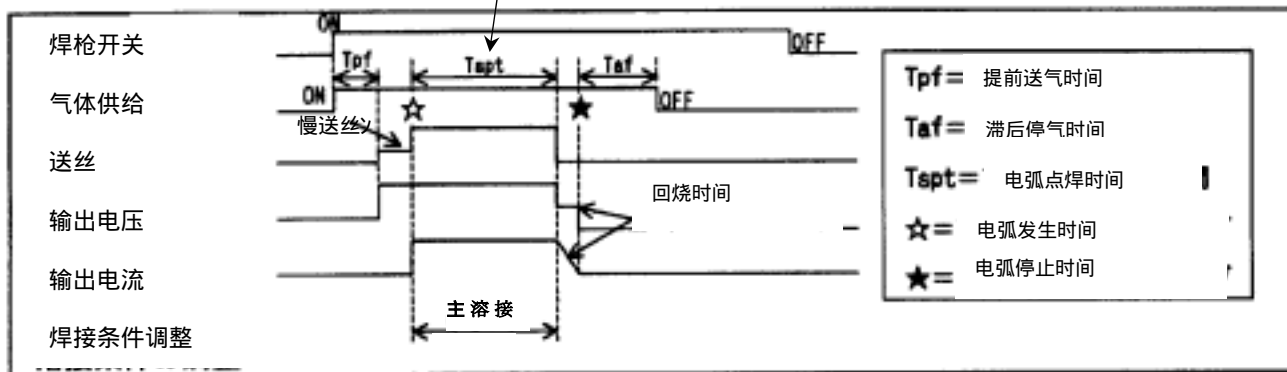 ON
焊枪开关
OFF
Tpf
Tspt
Taf
气体供给
ON
OFF
慢送丝
送丝
回烧时间
输出电压
输出电流
主溶接
焊接条件调整
Tpf= 提前送气时间
Taf= 滞后停气时间
Tspt= 电弧点焊时间
☆= 电弧发生时间
★= 电弧停止时间